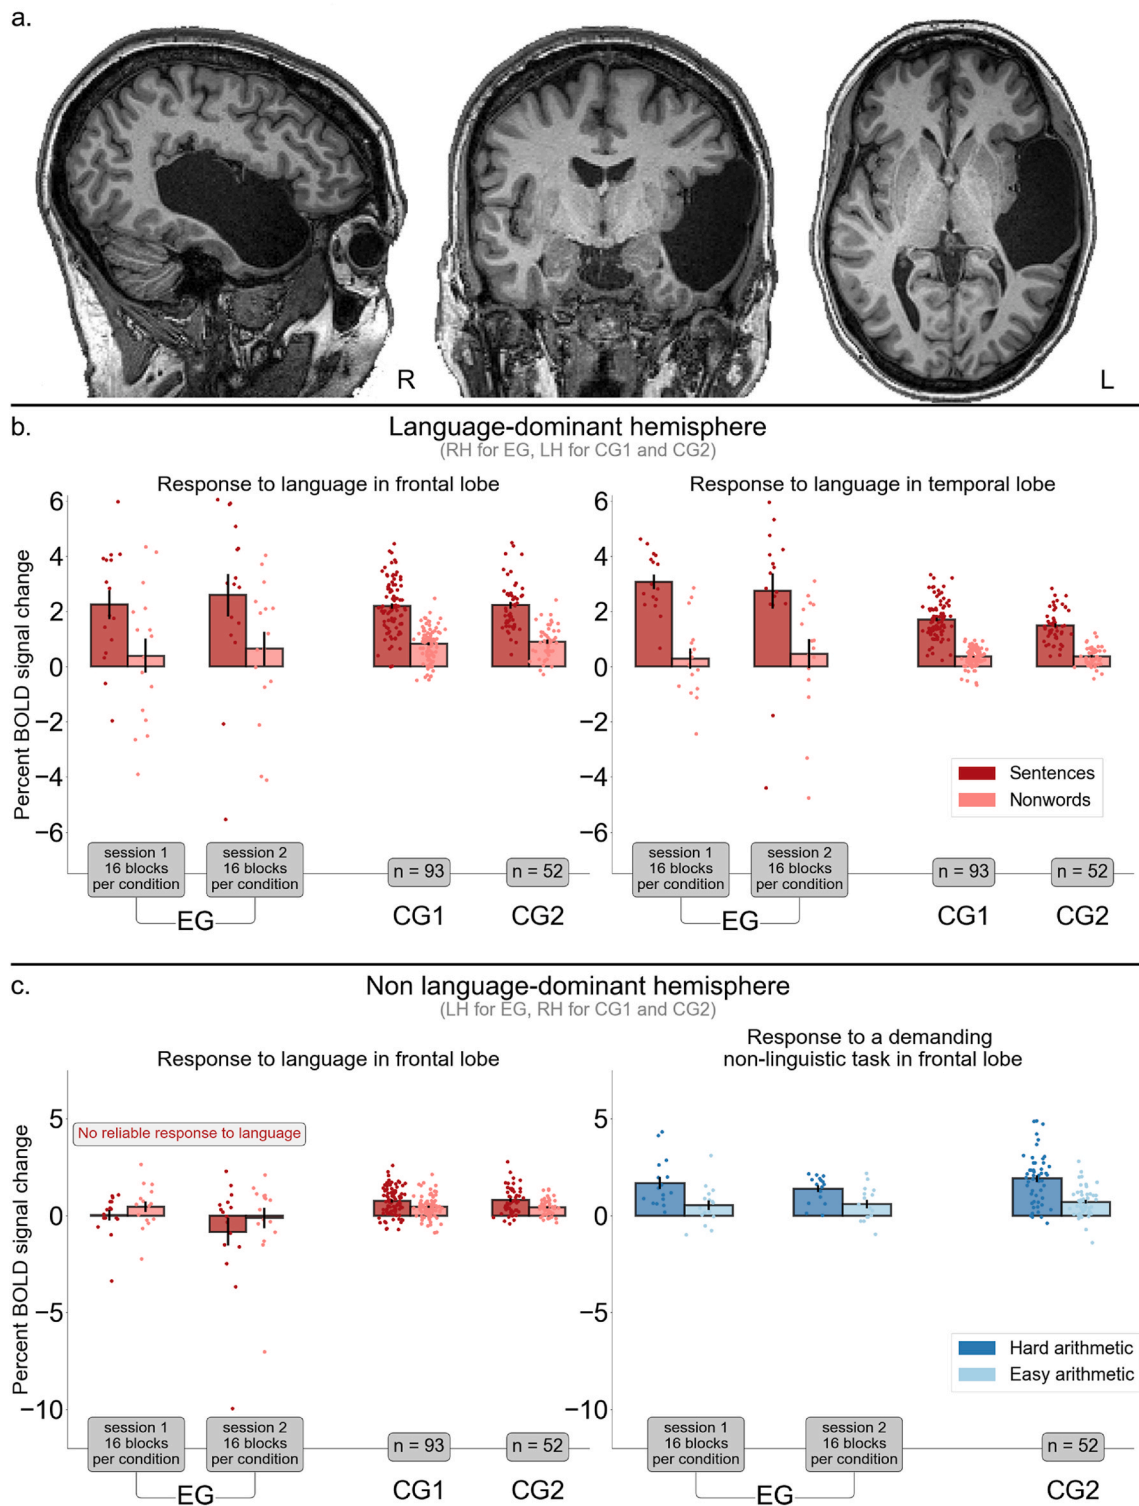 a.
R
L
b.
Language-dominant hemisphere
(RH for EG, LH for CG1 and CG2)
Response to language in frontal lobe
Percent BOLD signal change
6
4
2
0
−2
−4
−6
session 1
16 blocks
per condition
session 2
16 blocks
per condition
EG
n = 93
CG1
n = 52
CG2
Response to language in temporal lobe
6
4
2
0
−2
−4
−6
Sentences
Nonwords
session 1
16 blocks
per condition
session 2
16 blocks
per condition
EG
n = 93
CG1
n = 52
CG2
c.
Non language-dominant hemisphere
(LH for EG, RH for CG1 and CG2)
Response to language in frontal lobe
Percent BOLD signal change
5
0
−5
−10
No reliable response to language
session 1
16 blocks
per condition
session 2
16 blocks
per condition
EG
n = 93
CG1
n = 52
CG2
Response to a demanding
non-linguistic task in frontal lobe
5
0
−5
−10
Hard arithmetic
Easy arithmetic
session 1
16 blocks
per condition
session 2
16 blocks
per condition
EG
n = 52
CG2